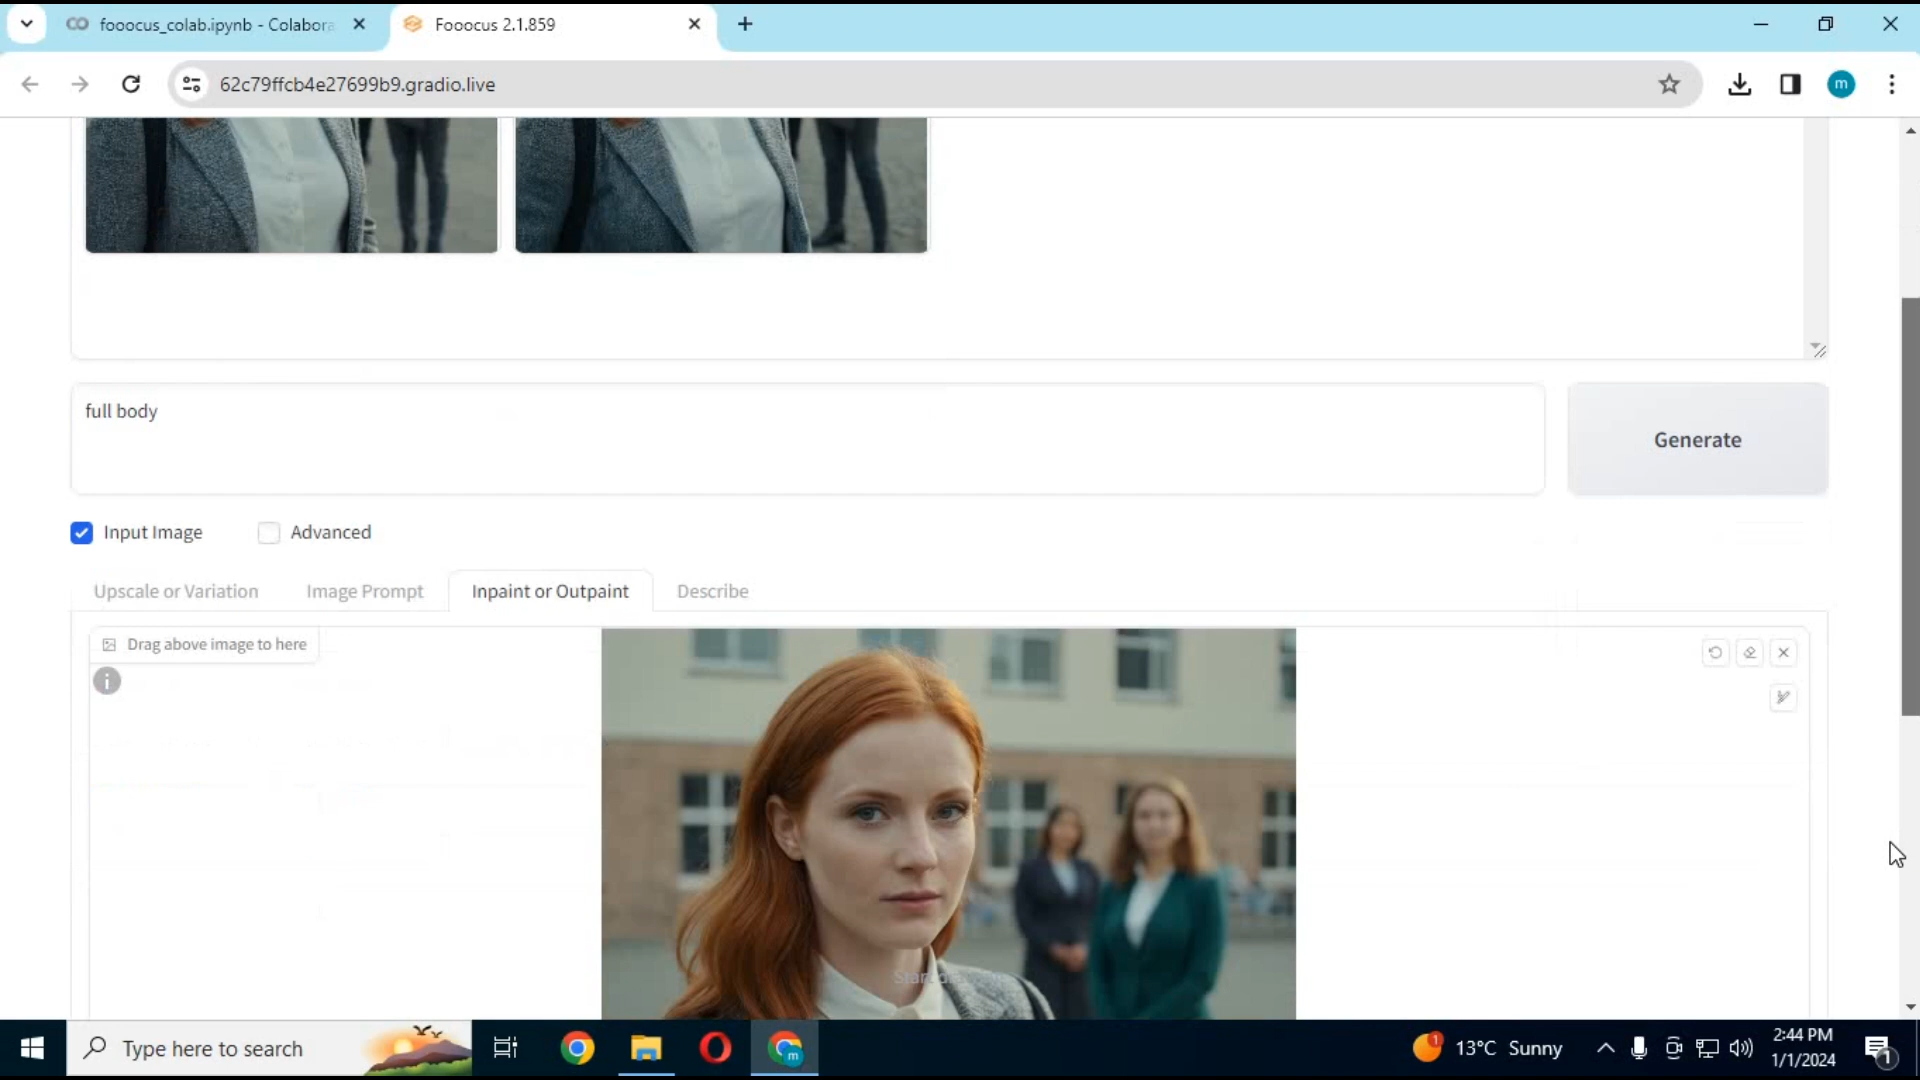 fooocus_colab.ipynb - Colabora
Fooocus 2.1.859
62c79ffcb4e27699b9.gradio.live
m
full body
Generate
Input Image
Advanced
Upscale or Variation
Image Prompt
Inpaint or Outpaint
Describe
Drag above image to here
i
Type here to search
m
1
13°C Sunny
2:44 PM
1/1/2024
1